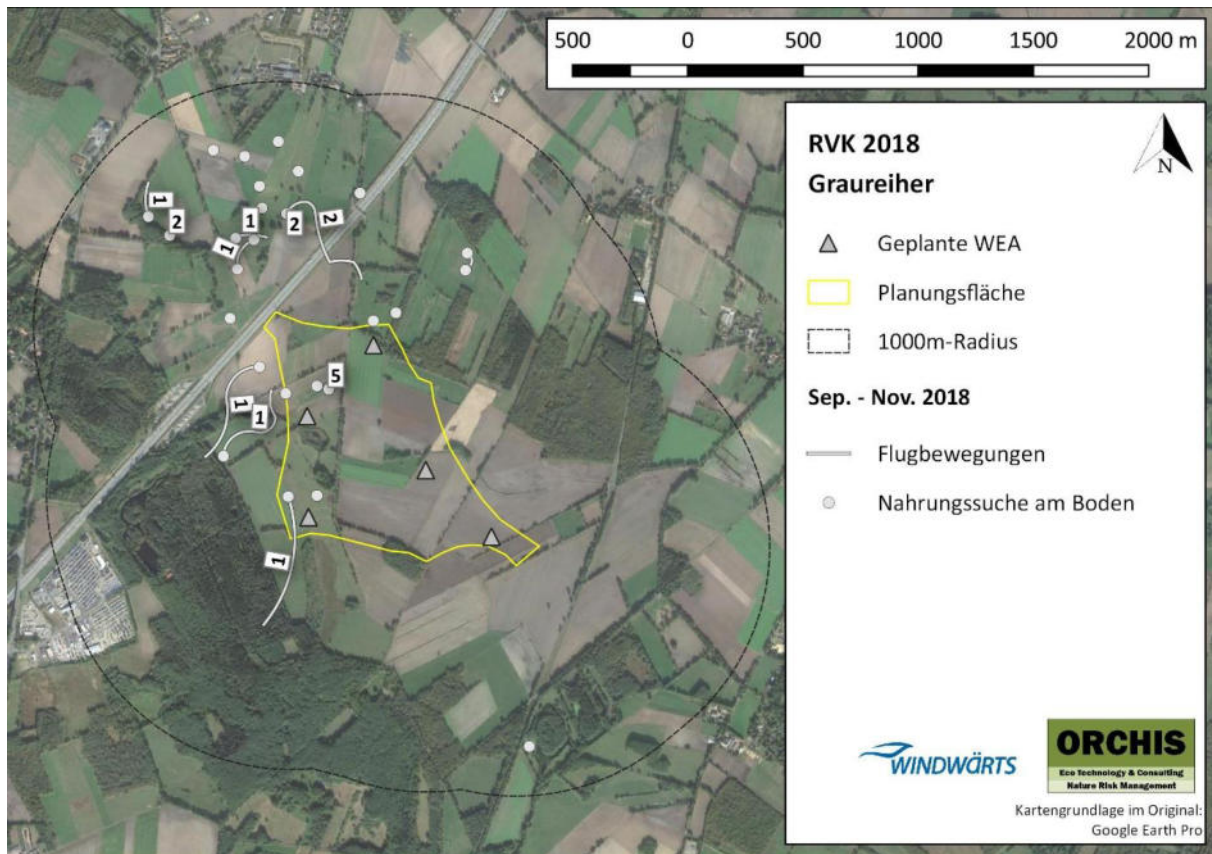 500 0 500 1000 1500 2000 m
RVK 2018
Graureiher
N
Geplante WEA
Planungsfläche
1000m-Radius
Sep. - Nov. 2018
Flugbewegungen
Nahrungssuche am Boden
WINDWÄRTS
ORCHIS
Eco Technology & Consulting
Nature Risk Management
Kartengrundlage im Original:
Google Earth Pro
1
2
1
1
2
2
5
1
1
1